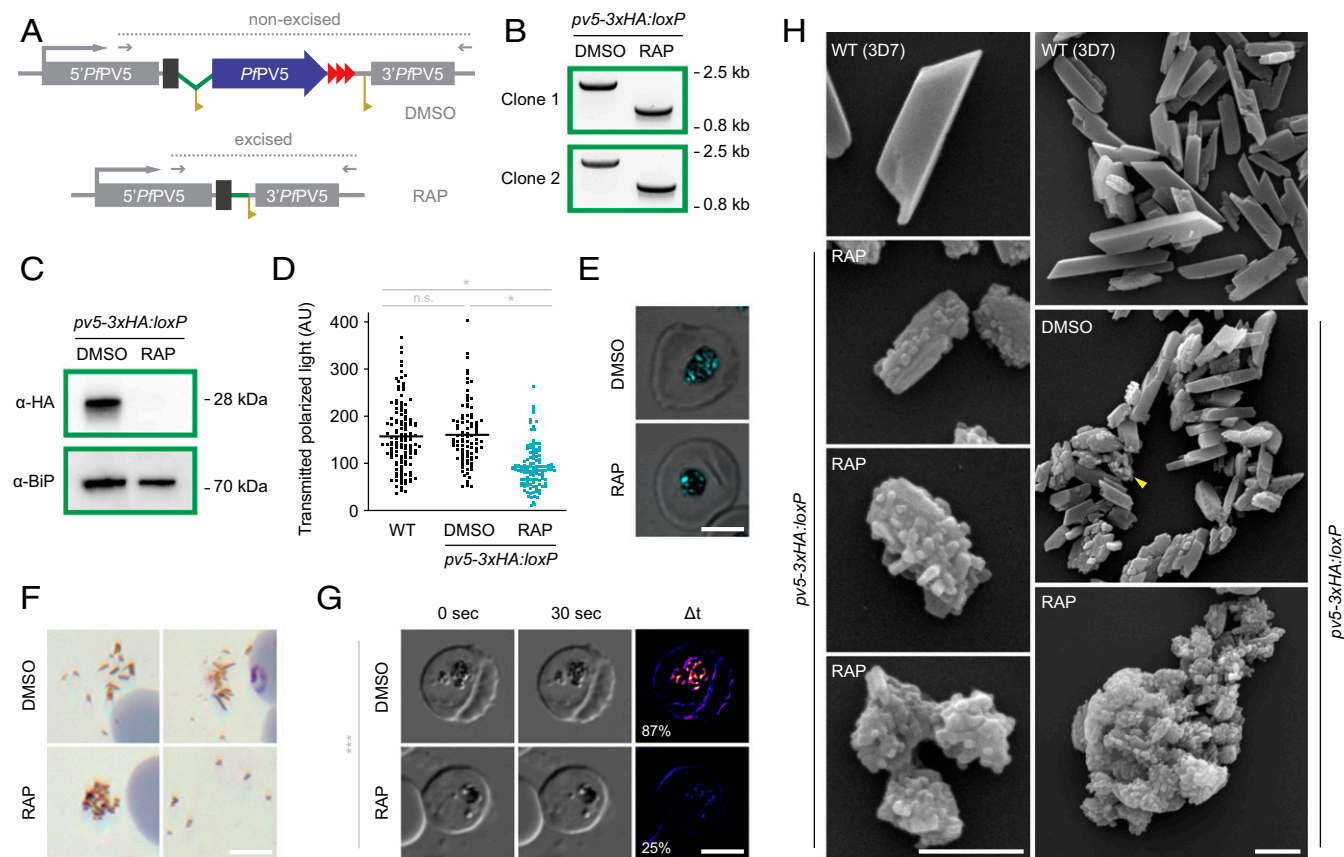 A
non-excised
5'PfPV5
PfPV5
3'PfPV5
DMSO
excised
5'PfPV5
3'PfPV5
RAP
B
pv5-3xHA:loxP
DMSO RAP
Clone 1
- 2.5 kb
- 0.8 kb
Clone 2
- 2.5 kb
- 0.8 kb
C
pv5-3xHA:loxP
DMSO RAP
α-HA
- 28 kDa
α-BiP
- 70 kDa
D
Transmitted polarized light (AU)
*
n.s. *
400
300
200
100
0
WT DMSO RAP
pv5-3xHA:loxP
E
DMSO
RAP
F
DMSO
RAP
G
0 sec 30 sec Δt
***
DMSO
87%
RAP
25%
H
WT (3D7)
WT (3D7)
pv5-3xHA:loxP
RAP
RAP
RAP
DMSO
RAP
pv5-3xHA:loxP